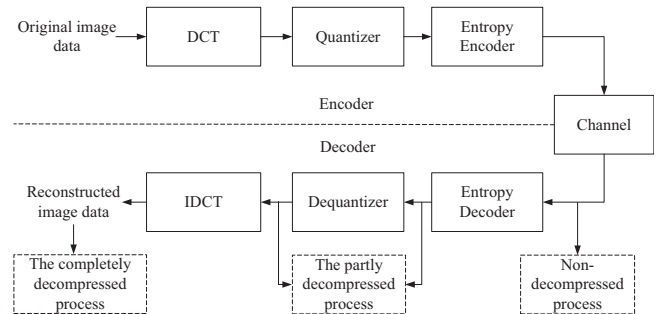 Original image
data
DCT
Quantizer
Entropy
Encoder
Encoder
Channel
Decoder
Reconstructed
image data
IDCT
Dequantizer
Entropy
Decoder
The completely
decompressed
process
The partly
decompressed
process
Non-
decompressed
process